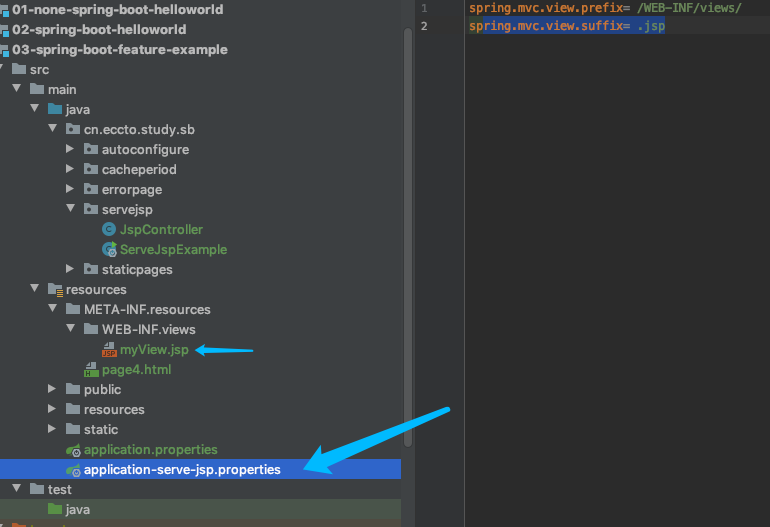 01-none-spring-boot-helloworld
02-spring-boot-helloworld
03-spring-boot-feature-example
src
main
java
cn.eccto.study.sb
autoconfigure
cacheperiod
errorpage
servejsp
JspController
ServeJspExample
staticpages
resources
META-INF.resources
WEB-INF.views
myView.jsp
page4.html
public
resources
static
application.properties
application-serve-jsp.properties
test
java
1 spring.mvc.view.prefix= /WEB-INF/views/
2 spring.mvc.view.suffix= .jsp